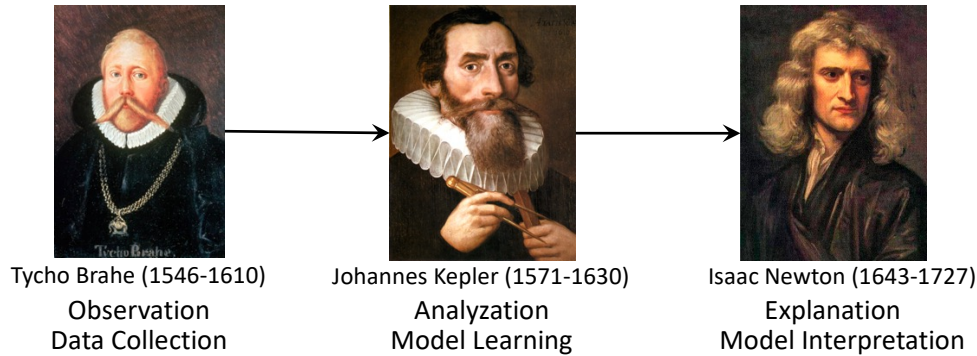 Tycho Brahe.
Tycho Brahe (1546-1610)
Observation
Data Collection
Johannes Kepler (1571-1630)
Analyzation
Model Learning
Isaac Newton (1643-1727)
Explanation
Model Interpretation